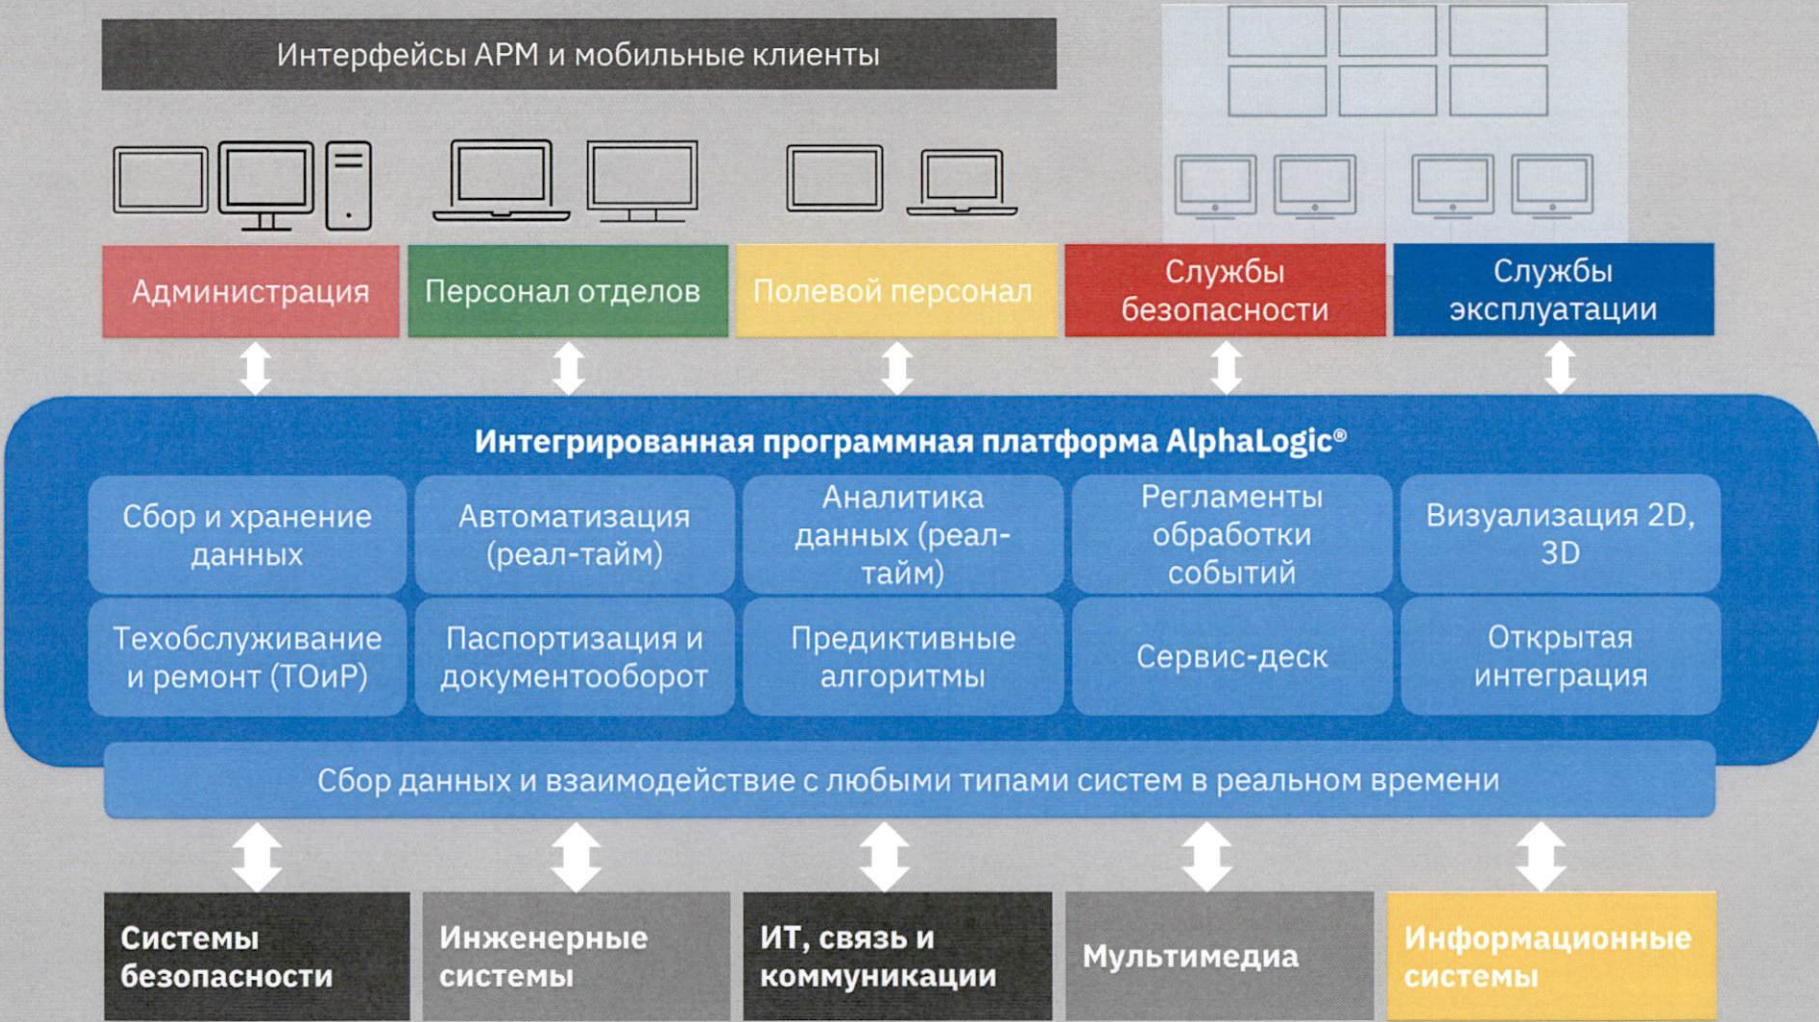 Интерфейсы АРМ и мобильные клиенты
Администрация
Персонал отделов
Полевой персонал
Службы
безопасности
Службы
эксплуатации
Интегрированная программная платформа AlphaLogic®
Сбор и хранение
данных
Автоматизация
(реал-тайм)
Аналитика
данных (реал-
тайм)
Регламенты
обработки
событий
Визуализация 2D,
3D
Техобслуживание
и ремонт (ТОиР)
Паспортизация и
документооборот
Предиктивные
алгоритмы
Сервис-деск
Открытая
интеграция
Сбор данных и взаимодействие с любыми типами систем в реальном времени
Системы
безопасности
Инженерные
системы
ИТ, связь и
коммуникации
Мультимедиа
Информационные
системы